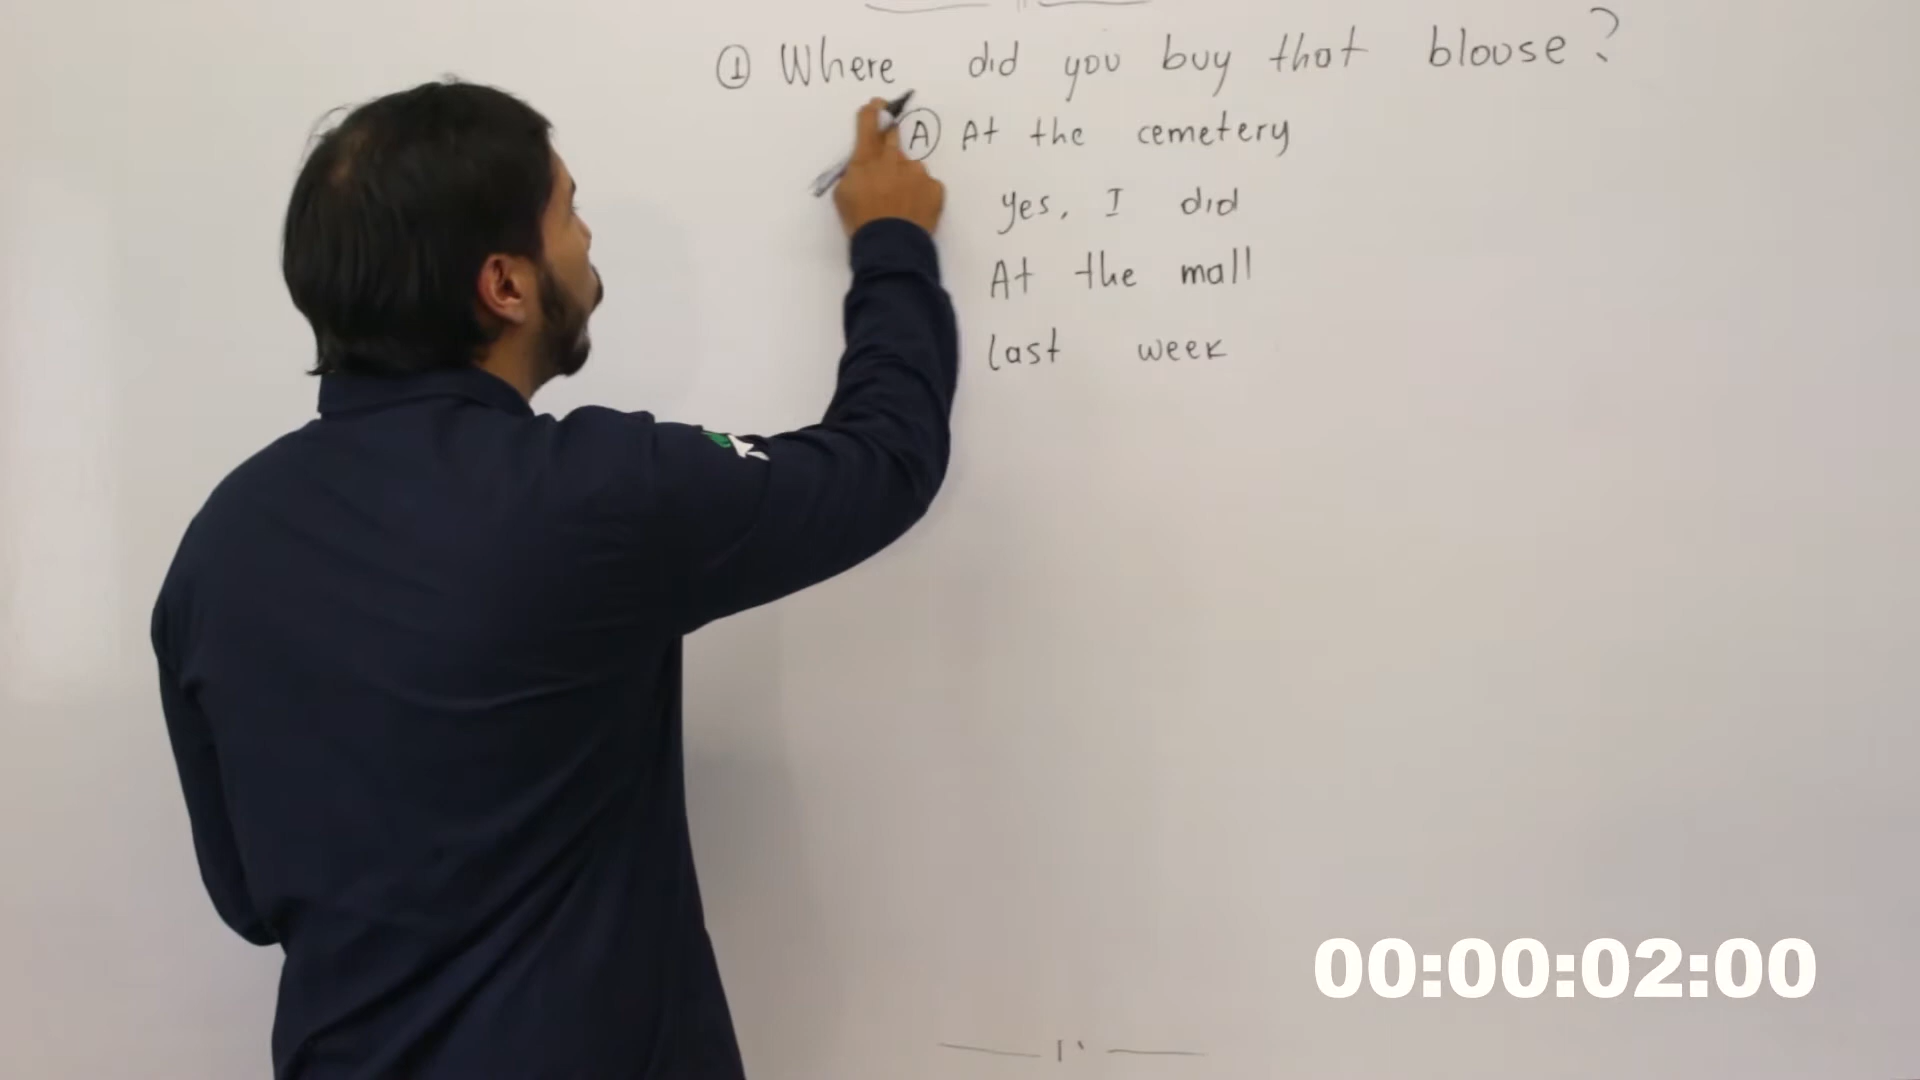 ① Where did you buy that blouse?
Ⓐ At the cemetery
yes, I did
At the mall
last week
00:00:02:00